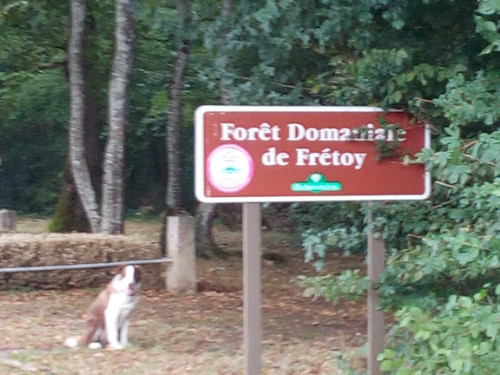 Forêt Domaniale
de Frétoy